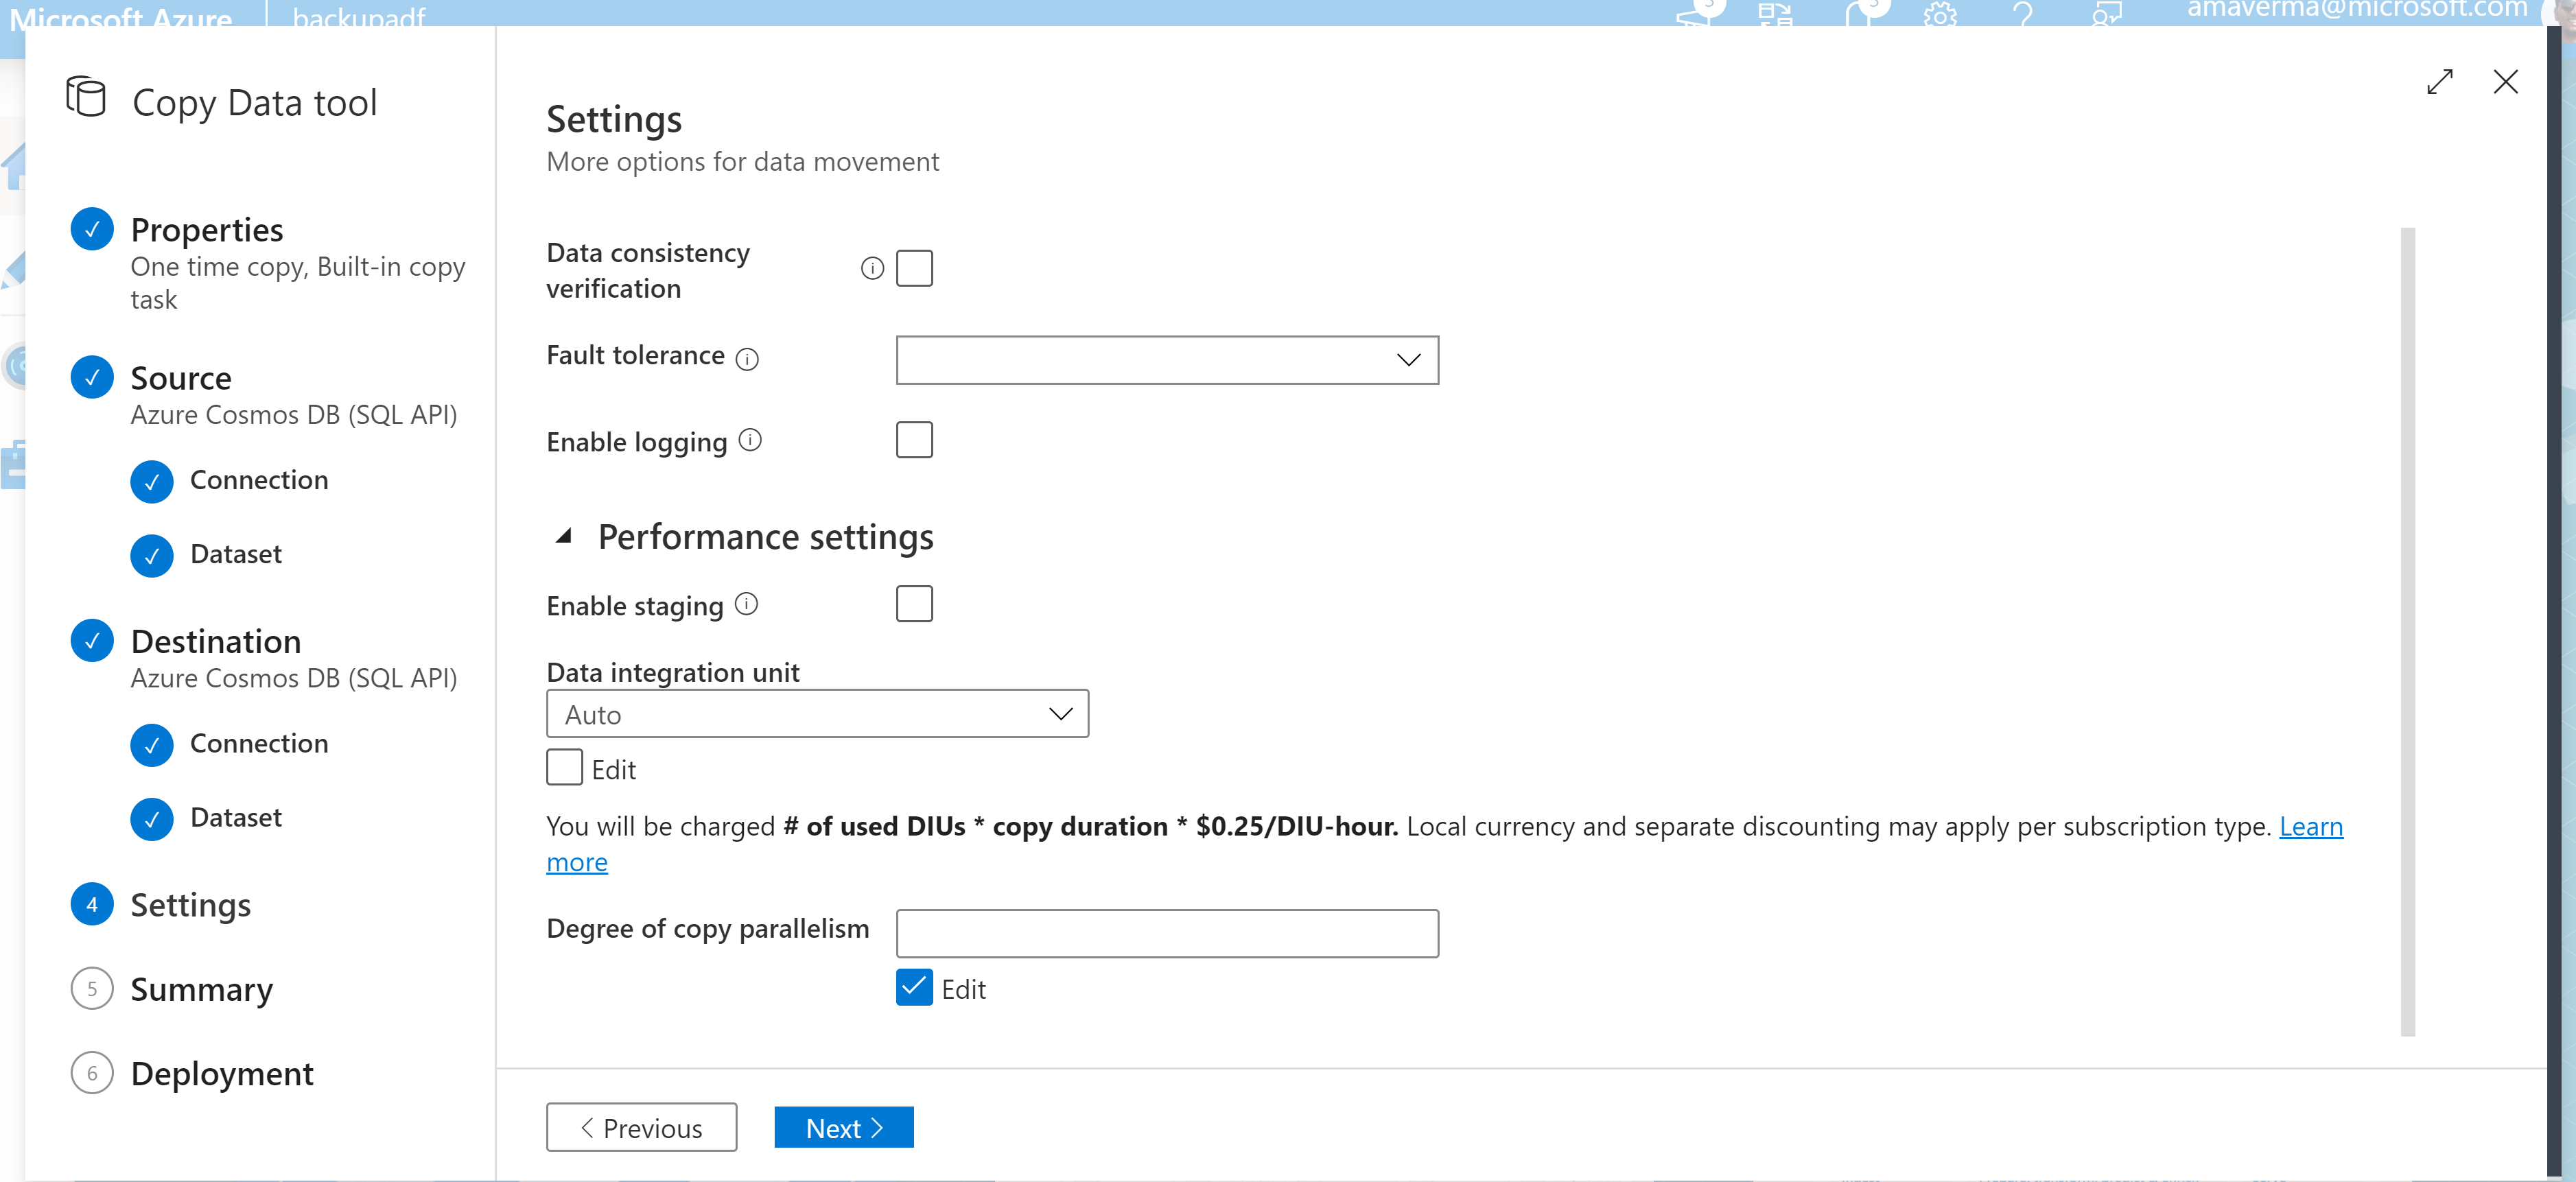 Microsoft Azure
backupadf
amaverma@microsoft.com
Copy Data tool
Properties
One time copy, Built-in copy
task
Source
Azure Cosmos DB (SQL API)
Connection
Dataset
Destination
Azure Cosmos DB (SQL API)
Connection
Dataset
4 Settings
5 Summary
6 Deployment
Settings
More options for data movement
Data consistency
verification
Fault tolerance
Enable logging
Performance settings
Enable staging
Data integration unit
Auto
Edit
You will be charged # of used DIUs * copy duration * $0.25/DIU-hour. Local currency and separate discounting may apply per subscription type. Learn
more
Degree of copy parallelism
Edit
Previous
Next